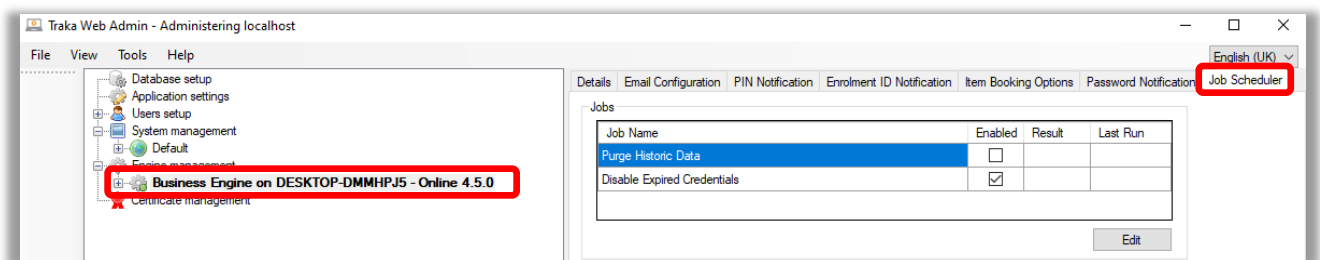 Traka Web Admin - Administering localhost
File View Tools Help
English (UK)
Database setup
Application settings
Users setup
System management
Default
Engine management
Business Engine on DESKTOP-DMMHPJ5 - Online 4.5.0
Certificate management
Details Email Configuration PIN Notification Enrolment ID Notification Item Booking Options Password Notification Job Scheduler
Jobs
Job Name Enabled Result Last Run
Purge Historic Data
Disable Expired Credentials
Edit